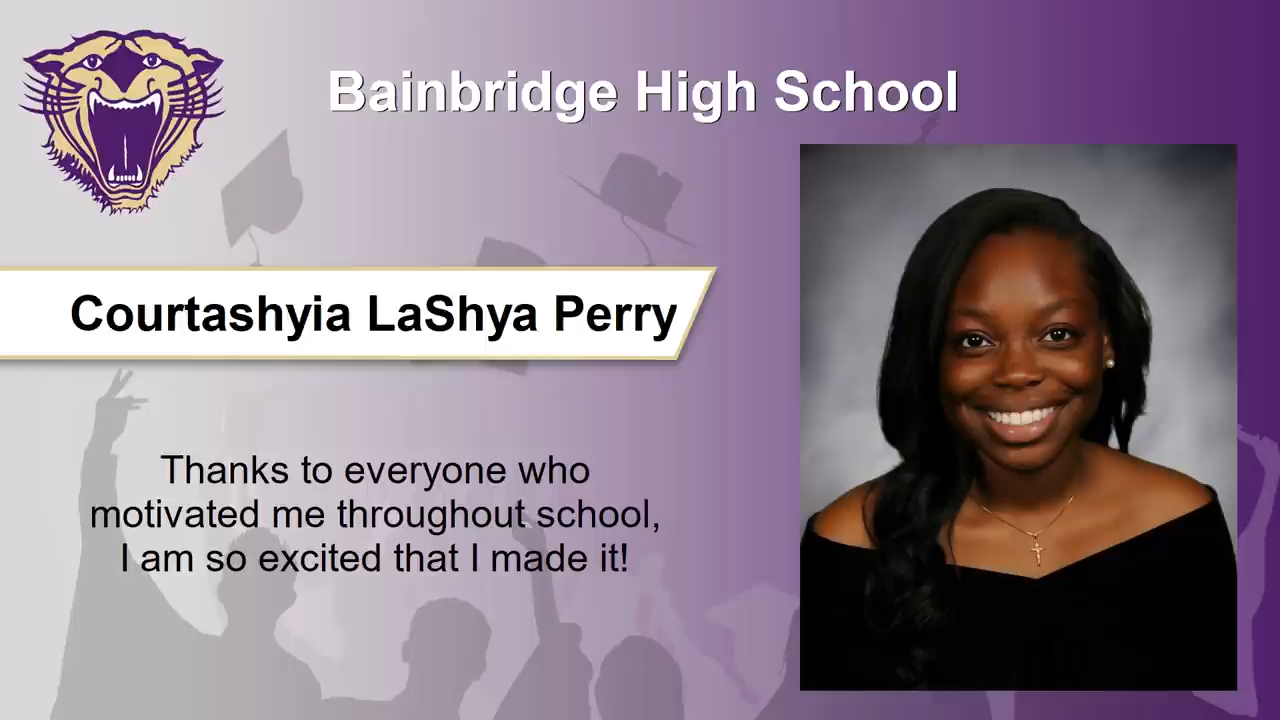 Bainbridge High School
Courtashyia LaShya Perry
Thanks to everyone who
motivated me throughout school,
I am so excited that I made it!